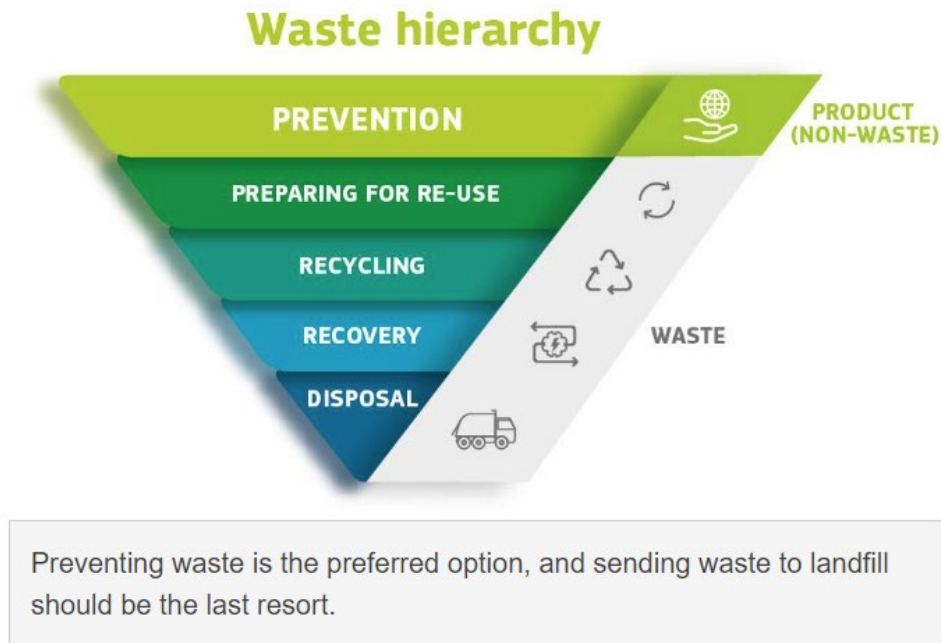 Waste hierarchy
PREVENTION
PRODUCT
(NON-WASTE)
PREPARING FOR RE-USE
RECYCLING
RECOVERY
WASTE
DISPOSAL
Preventing waste is the preferred option, and sending waste to landfill
should be the last resort.